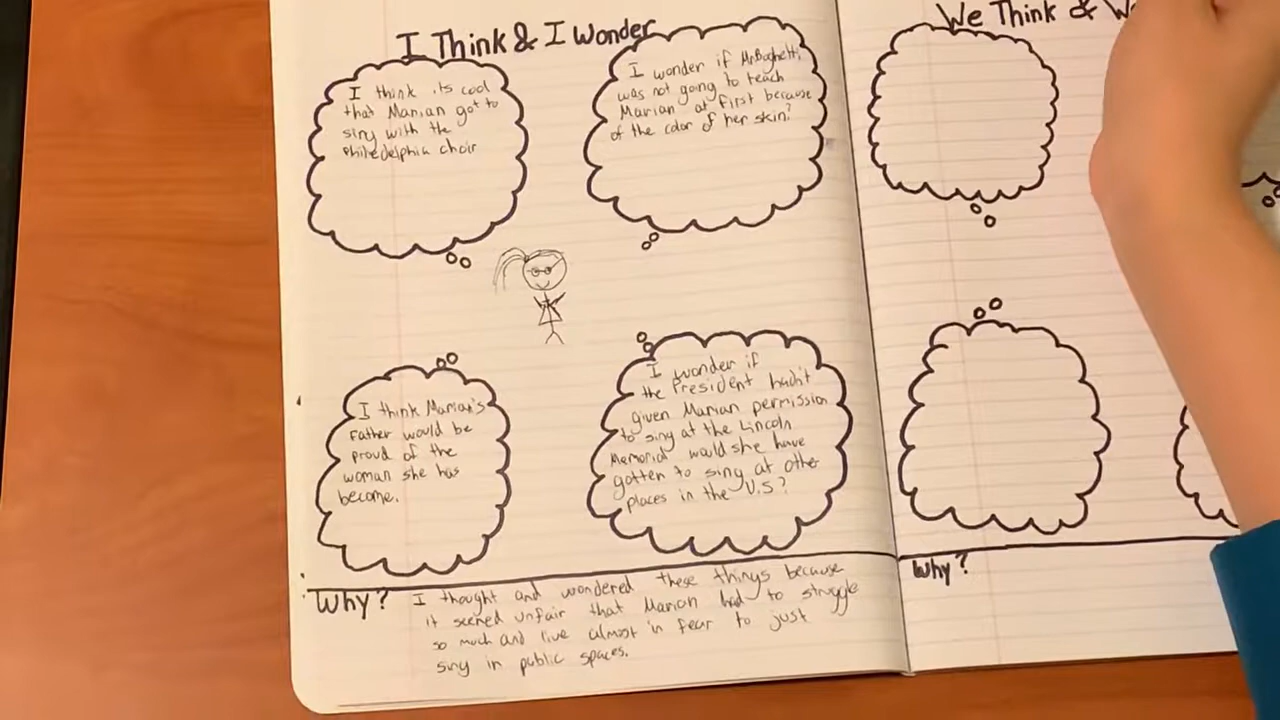 I Think & I Wonder
I think its cool
that Marian got to
sing with the
Philedelphia choir
I wonder if Mr.Boghetti
was not going to teach
Marian at first because
of the color of her skin?
I think Marian's
Father would be
proud of the
woman she has
become.
I wonder if
the President hadn't
given Marian permission
to sing at the Lincoln
Memorial would she have
gotten to sing at other
places in the U.S?
Why? I thought and wondered these things because
it seemed unfair that Marion had to struggle
so much and live almost in fear to just
sing in public spaces.
We Think &
Why?